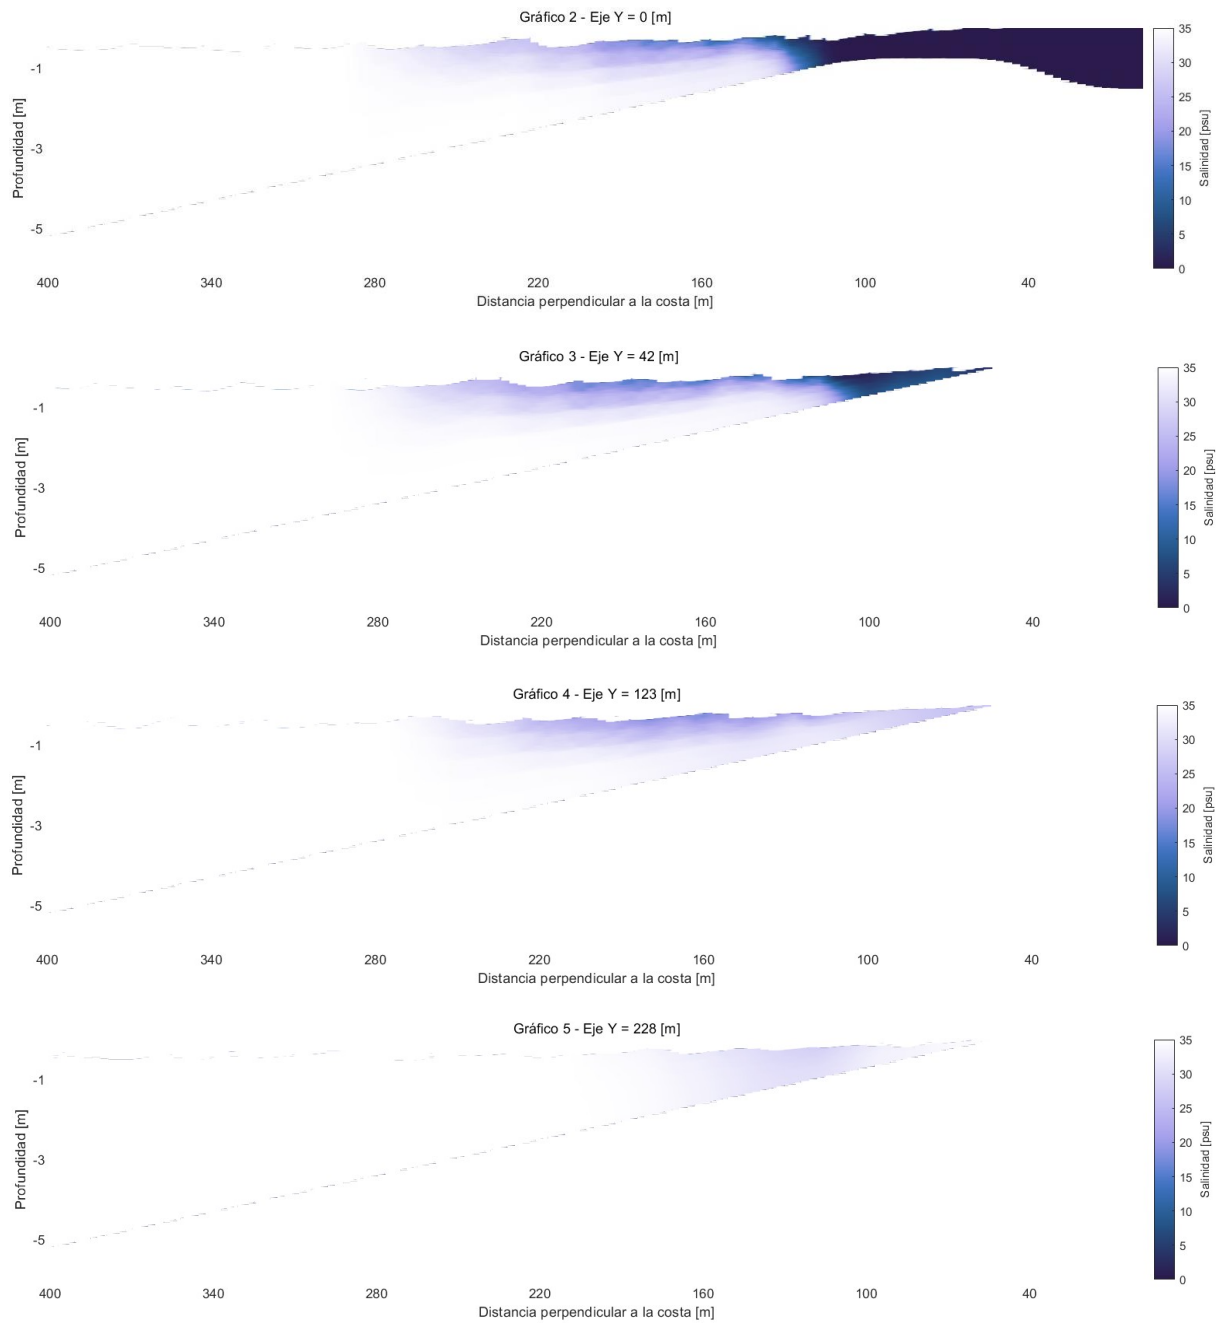 Gráfico 2 - Eje Y = 0 [m]
35
30
25
20
15
10
5
0
Salinidad [psu]
-1
-3
-5
Profundidad [m]
400 340 280 220 160 100 40
Distancia perpendicular a la costa [m]
Gráfico 3 - Eje Y = 42 [m]
35
30
25
20
15
10
5
0
Salinidad [psu]
-1
-3
-5
Profundidad [m]
400 340 280 220 160 100 40
Distancia perpendicular a la costa [m]
Gráfico 4 - Eje Y = 123 [m]
35
30
25
20
15
10
5
0
Salinidad [psu]
-1
-3
-5
Profundidad [m]
400 340 280 220 160 100 40
Distancia perpendicular a la costa [m]
Gráfico 5 - Eje Y = 228 [m]
35
30
25
20
15
10
5
0
Salinidad [psu]
-1
-3
-5
Profundidad [m]
400 340 280 220 160 100 40
Distancia perpendicular a la costa [m]